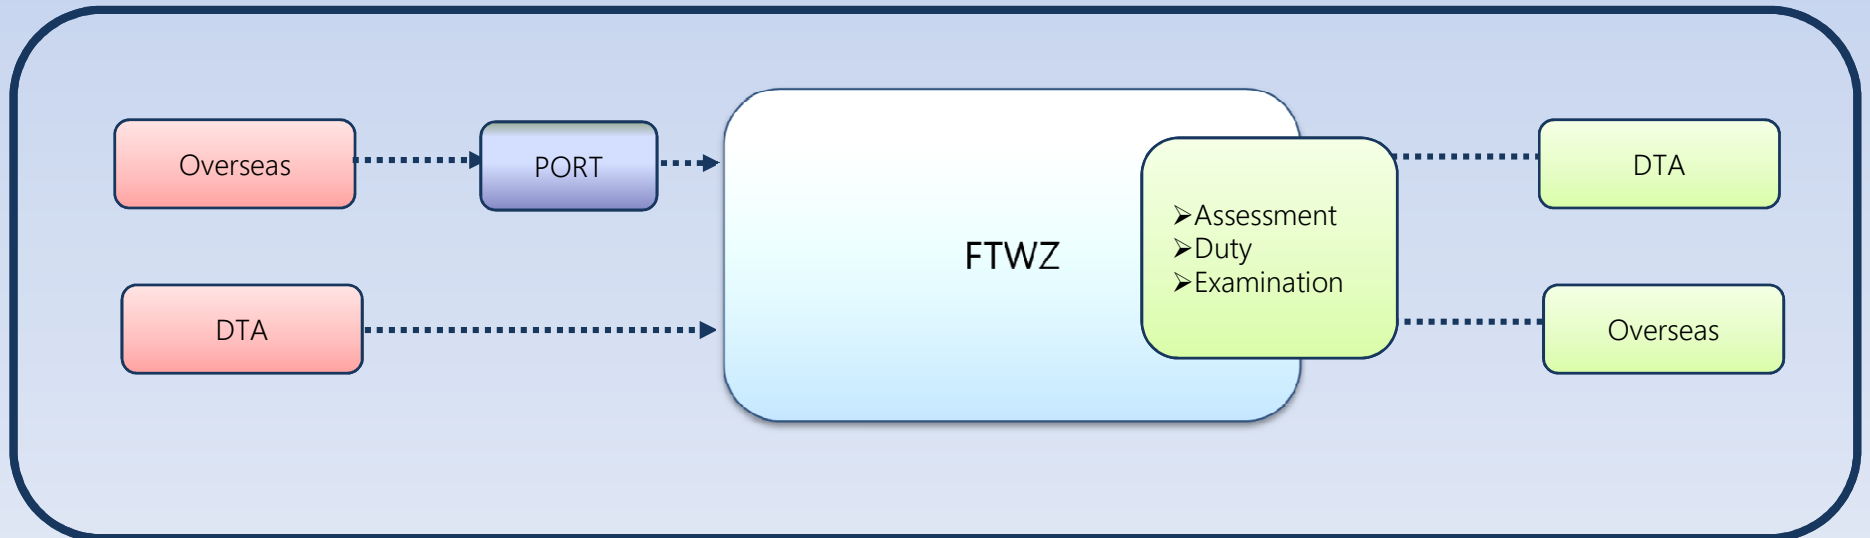 Overseas
PORT
DTA
FTWZ
➢Assessment
➢Duty
➢Examination
DTA
Overseas